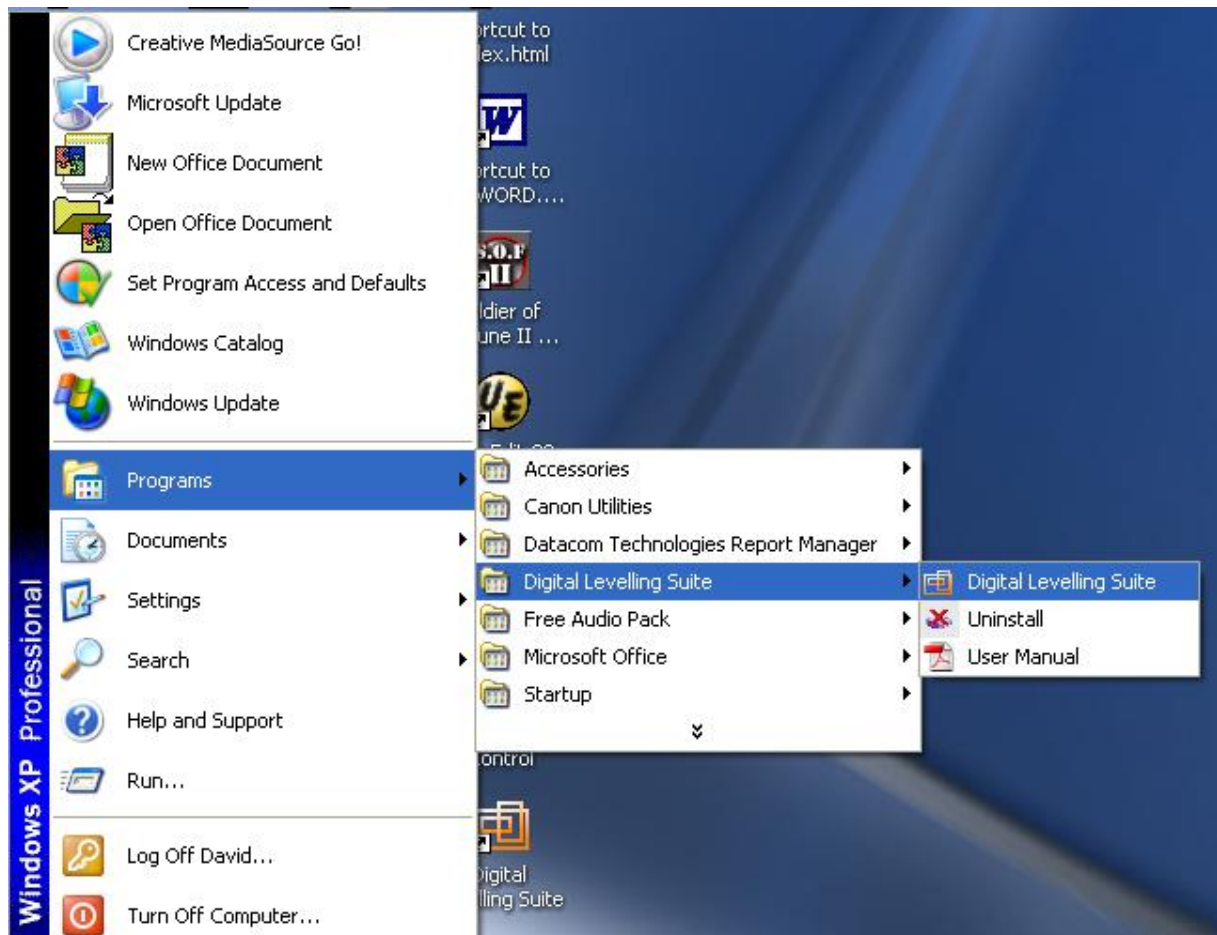 Creative MediaSource Go!
Microsoft Update
New Office Document
Open Office Document
Set Program Access and Defaults
Windows Catalog
Windows Update
Programs
Documents
Settings
Search
Help and Support
Run...
Log Off David...
Turn Off Computer...
Windows XP Professional
Accessories
Canon Utilities
Datacom Technologies Report Manager
Digital Levelling Suite
Free Audio Pack
Microsoft Office
Startup
Digital Levelling Suite
Uninstall
User Manual
rtcut to
ex.html
W
rtcut to
WORD....
S.O.F
II
ldier of
une II ...
UE
ontrol
igital
lling Suite